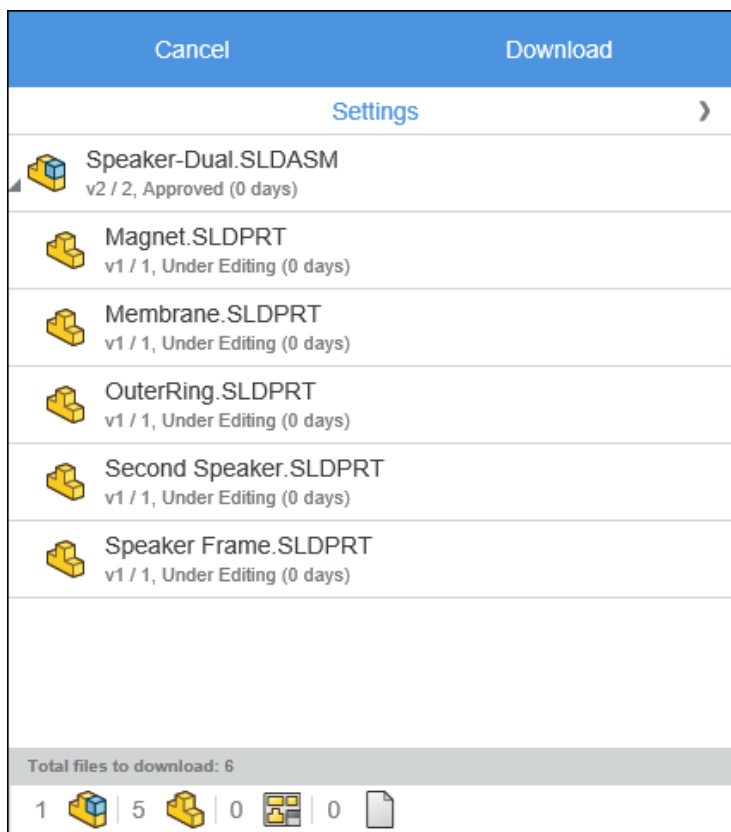 Cancel Download
Settings
Speaker-Dual.SLDASM
v2 / 2, Approved (0 days)
Magnet.SLDPRT
v1 / 1, Under Editing (0 days)
Membrane.SLDPRT
v1 / 1, Under Editing (0 days)
OuterRing.SLDPRT
v1 / 1, Under Editing (0 days)
Second Speaker.SLDPRT
v1 / 1, Under Editing (0 days)
Speaker Frame.SLDPRT
v1 / 1, Under Editing (0 days)
Total files to download: 6
1 5 0 0